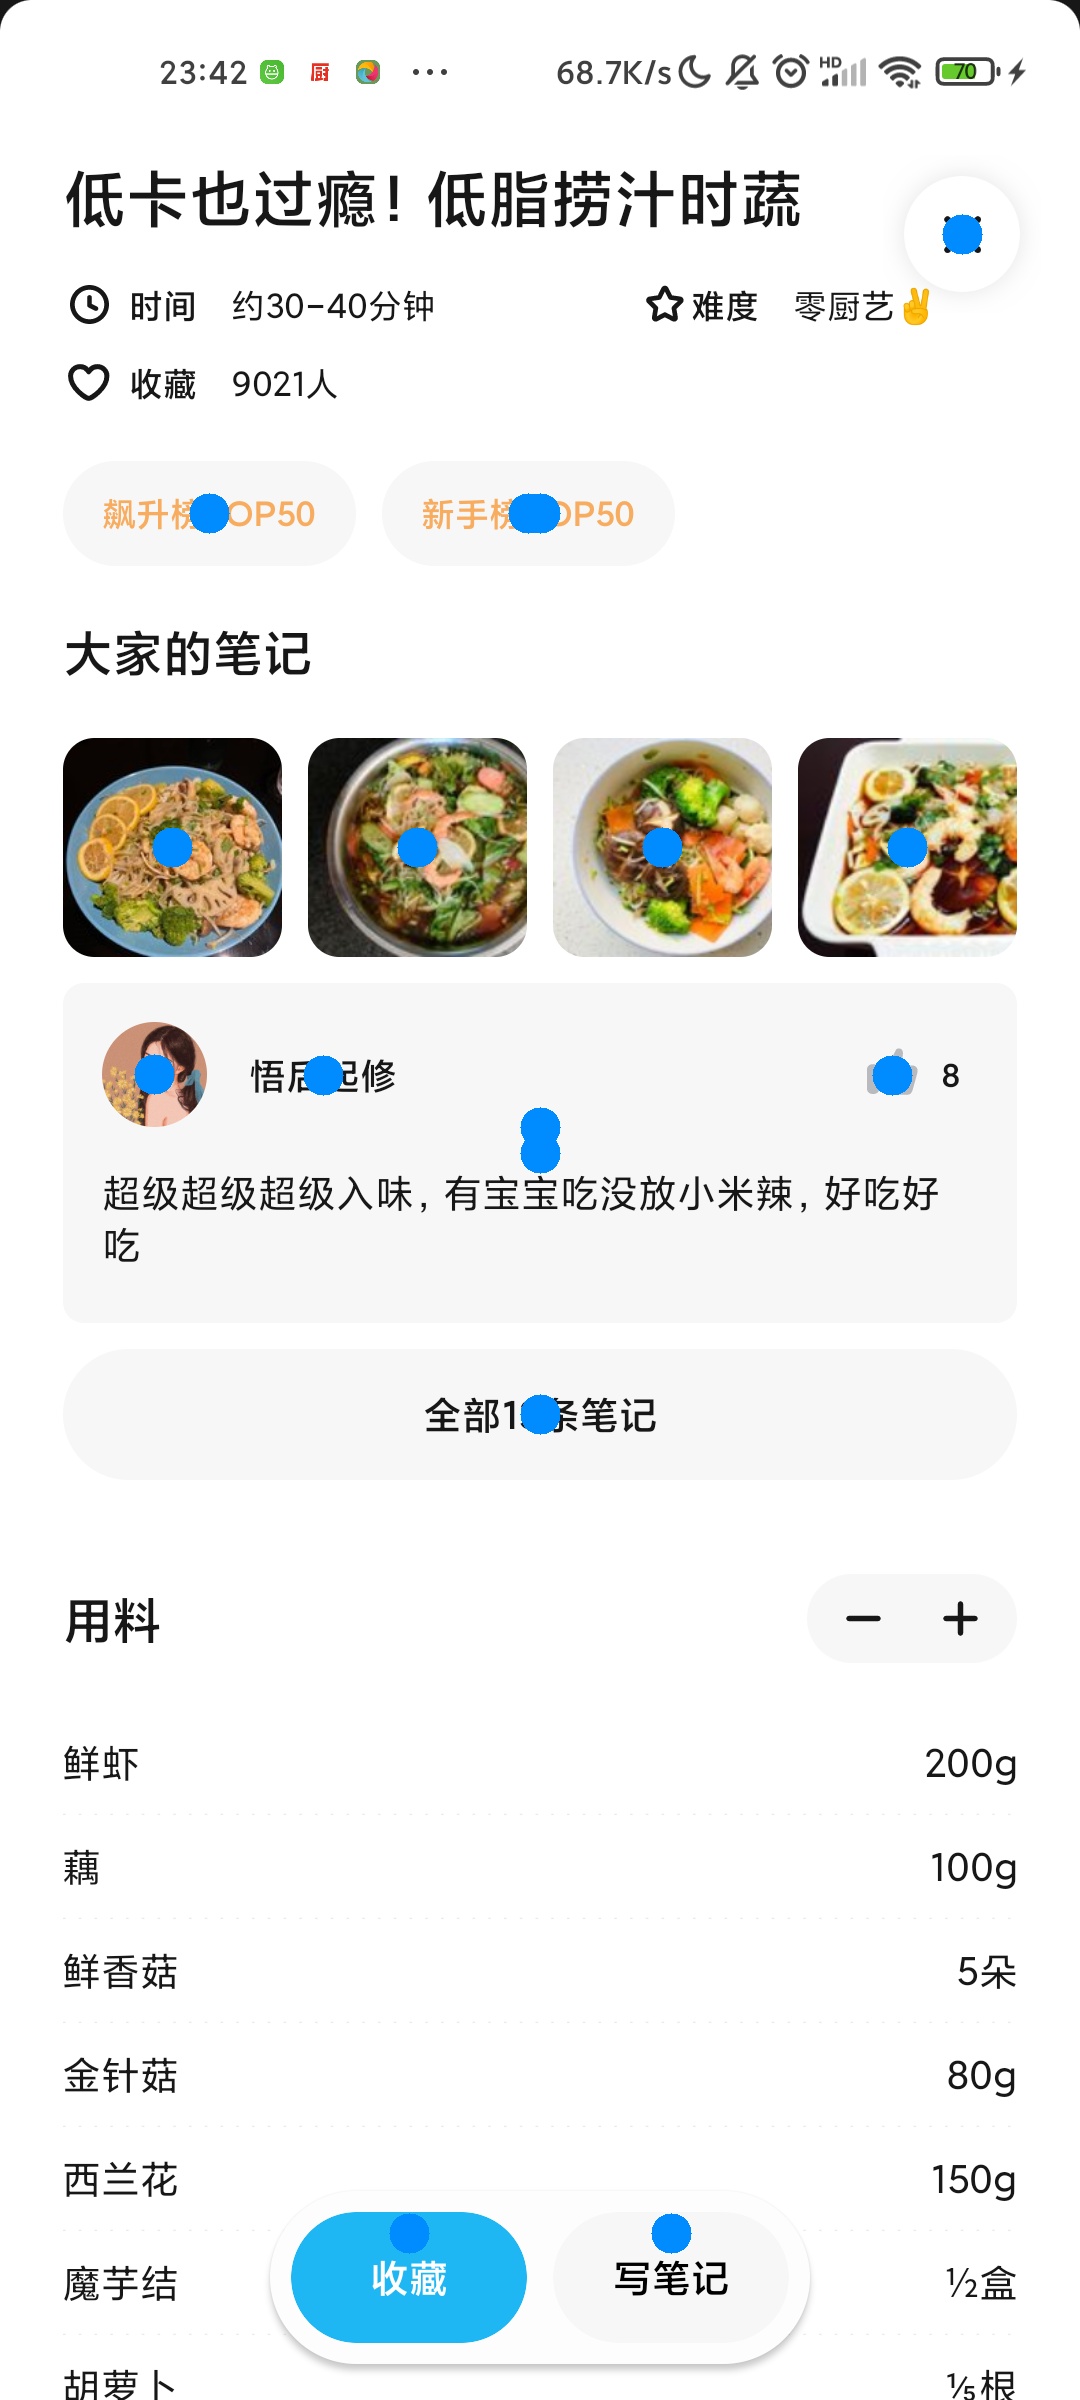 23:42 厨 ... 68.7K/s HD 70
低卡也过瘾！低脂捞汁时蔬
时间 约30-40分钟 难度 零厨艺✌️
收藏 9021人
飙升榜 OP50 新手榜 OP50
大家的笔记
悟后起修 8
超级超级超级入味，有宝宝吃没放小米辣，好吃好
吃
全部1 条笔记
用料 − +
鲜虾 200g
藕 100g
鲜香菇 5朵
金针菇 80g
西兰花 150g
魔芋结 ½盒
收藏 写笔记
胡萝卜 ⅕根